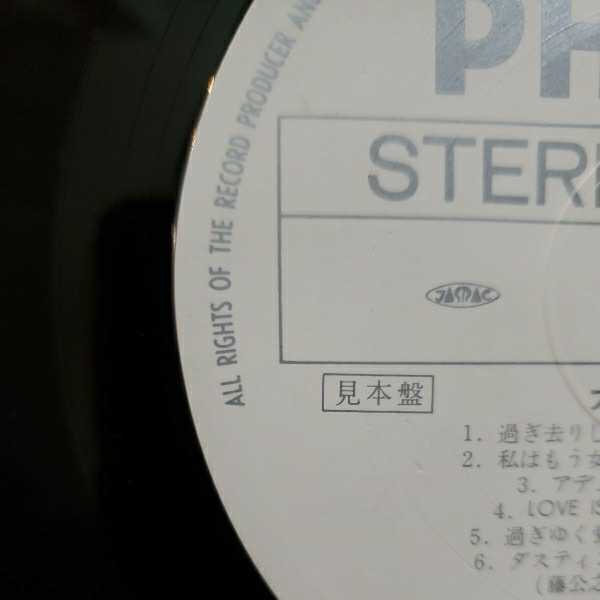 PH
ALL RIGHTS OF THE RECORD PRODUCER AND
STERE
JASRAC
見本盤
1. 過ぎ去りし
2. 私はもう女
3. アデュ
4. LOVE IS
5. 過ぎゆく
6. ダスティ
(藤公之